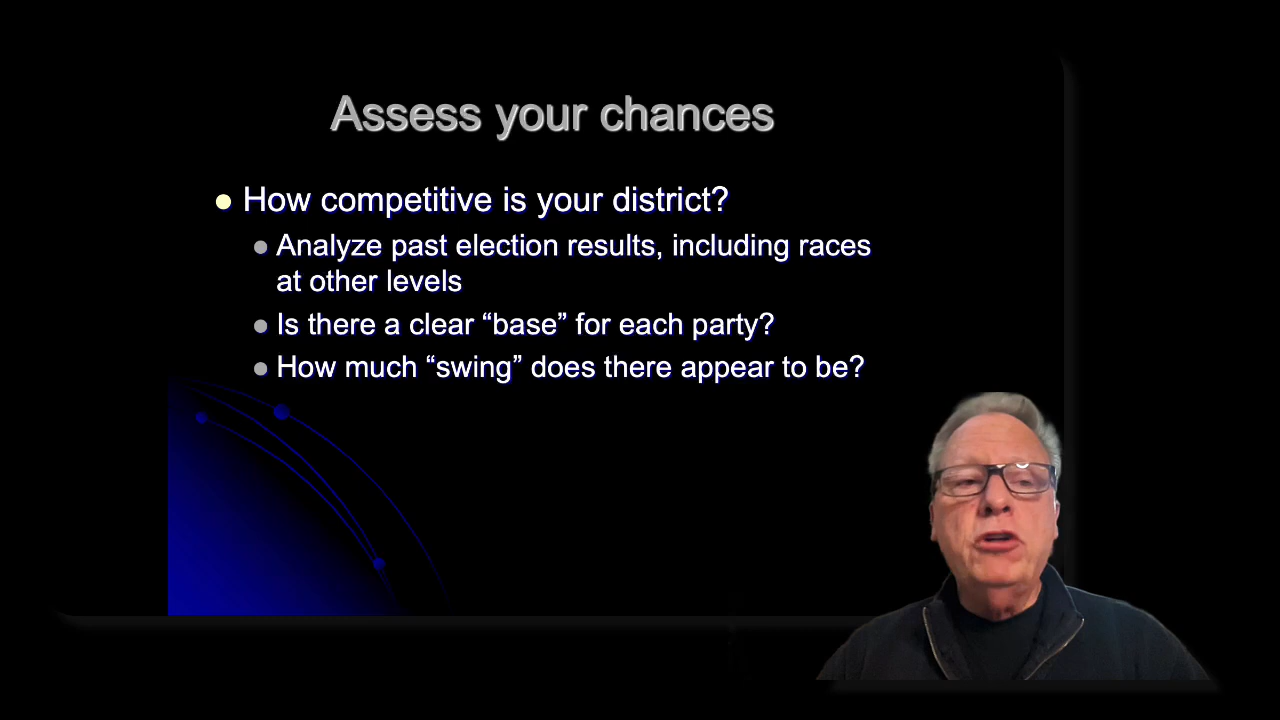 Assess your chances
How competitive is your district?
Analyze past election results, including races
at other levels
Is there a clear “base” for each party?
How much “swing” does there appear to be?